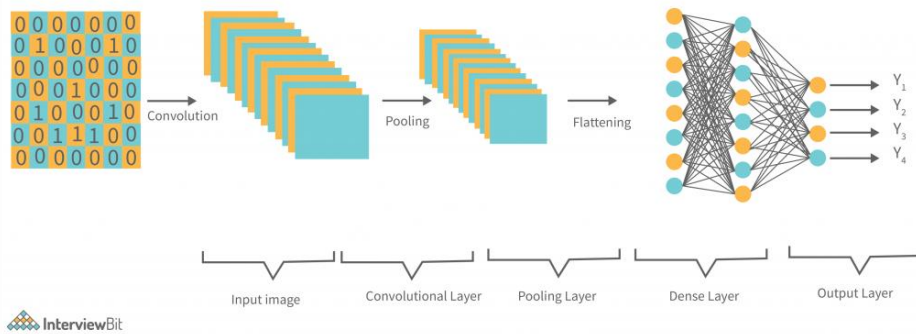 0 0 0 0 0 0 0
0 1 0 0 0 1 0
0 0 0 0 0 0 0
0 0 0 1 0 0 0
0 1 0 0 0 1 0
0 0 1 1 1 0 0
0 0 0 0 0 0 0
Convolution
Pooling
Flattening
Y1
Y2
Y3
Y4
Input image
Convolutional Layer
Pooling Layer
Dense Layer
Output Layer
InterviewBit